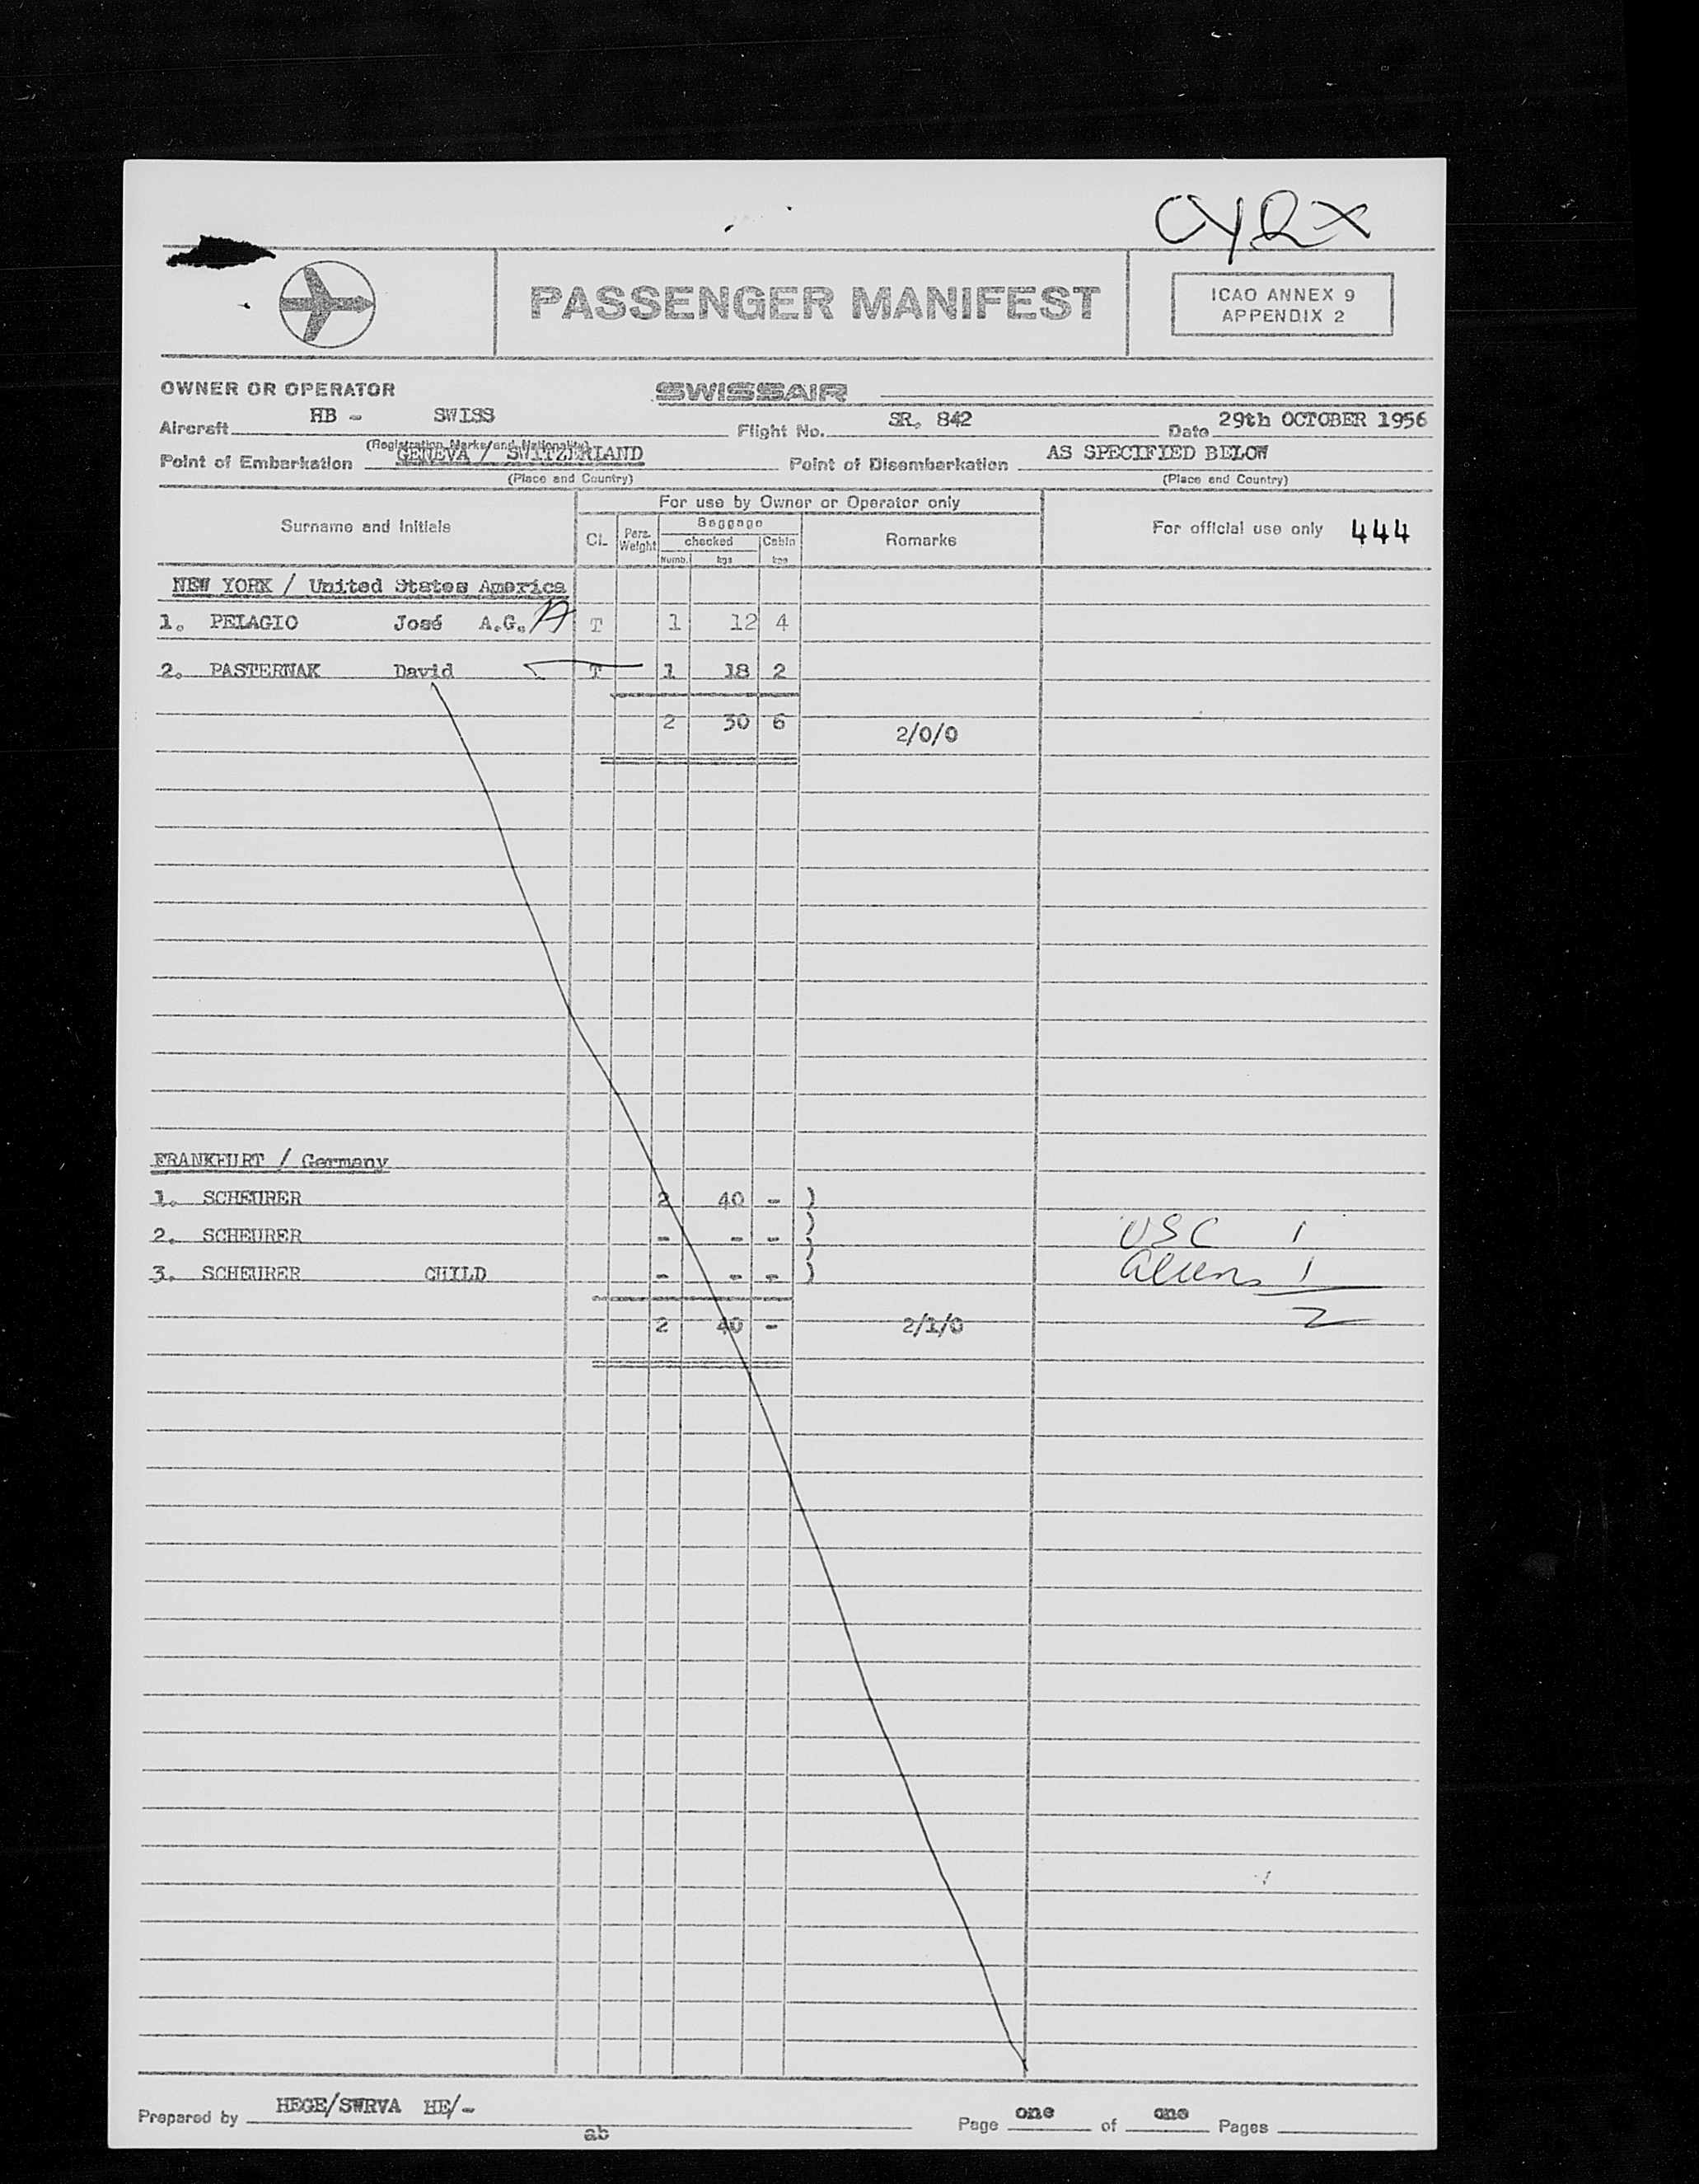 CYRX
PASSENGER MANIFEST
ICAO ANNEX 9
APPENDIX 2
OWNER OR OPERATOR SWISSAIR
Aircraft HB - SWISS Flight No. SR. 842 Date 29th OCTOBER 1956
(Registration Marks and Nationality)
Point of Embarkation GENEVA / SWITZERLAND Point of Disembarkation AS SPECIFIED BELOW
(Place and Country) (Place and Country)
Surname and Initials For use by Owner or Operator only For official use only 444
CL Pers. Weight Baggage Remarks
checked Cabin
Numb. kgs kgs
NEW YORK / United States America
1. PELAGIO José A.G. A T 1 12 4
2. PASTERNAK David T 1 18 2
2 30 6 2/0/0
FRANKFURT / Germany
1. SCHEURER 2 40 - )
2. SCHEURER - - - ) USC 1
3. SCHEURER CHILD - - - ) Aliens 1
2 40 - 2/1/0 2
Prepared by HEGE/SWRVA HE/- Page one of one Pages
ab